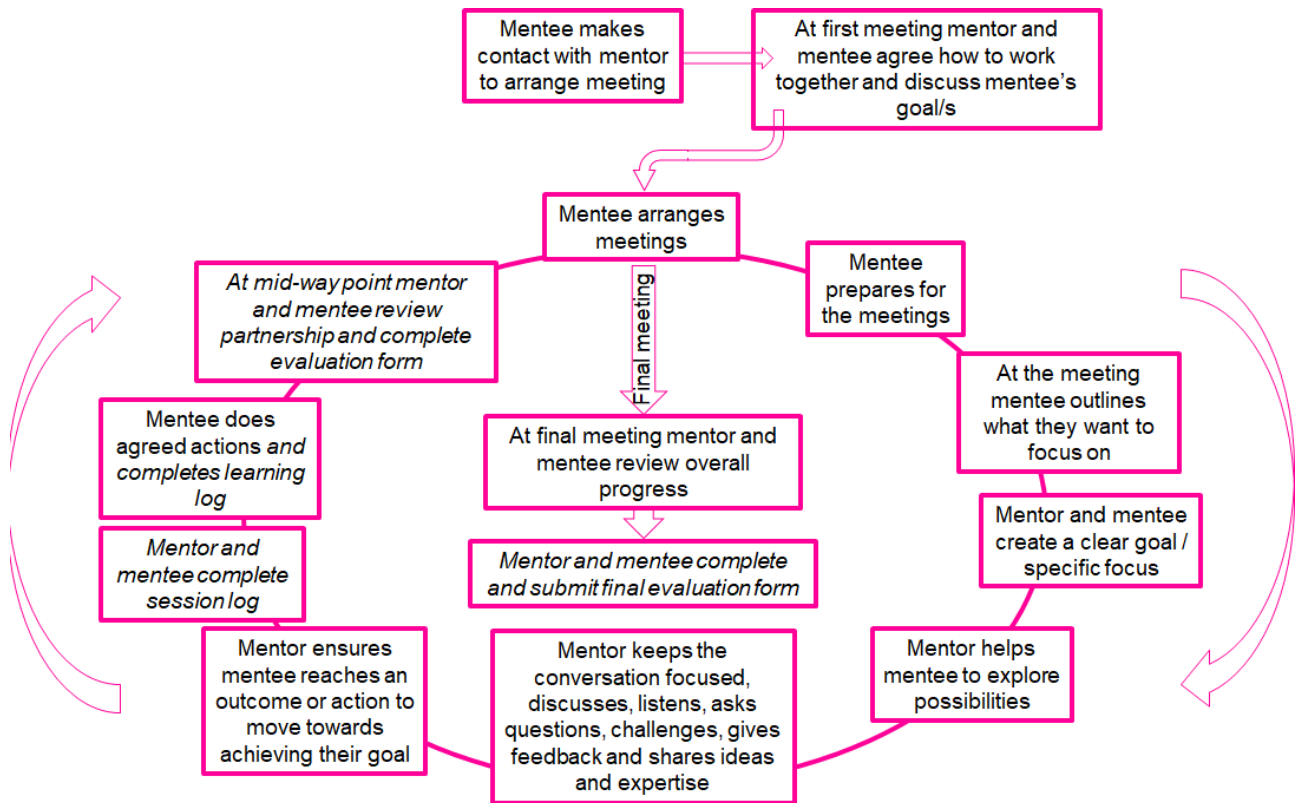 Mentee makes
contact with mentor
to arrange meeting
At first meeting mentor and
mentee agree how to work
together and discuss mentee’s
goal/s
Mentee arranges
meetings
Mentee
prepares for
the meetings
At the meeting
mentee outlines
what they want to
focus on
Mentor and mentee
create a clear goal /
specific focus
Mentor helps
mentee to explore
possibilities
Mentor keeps the
conversation focused,
discusses, listens, asks
questions, challenges, gives
feedback and shares ideas
and expertise
Mentor ensures
mentee reaches an
outcome or action to
move towards
achieving their goal
Mentor and
mentee complete
session log
Mentee does
agreed actions and
completes learning
log
At mid-way point mentor
and mentee review
partnership and complete
evaluation form
Final meeting
At final meeting mentor and
mentee review overall
progress
Mentor and mentee complete
and submit final evaluation form